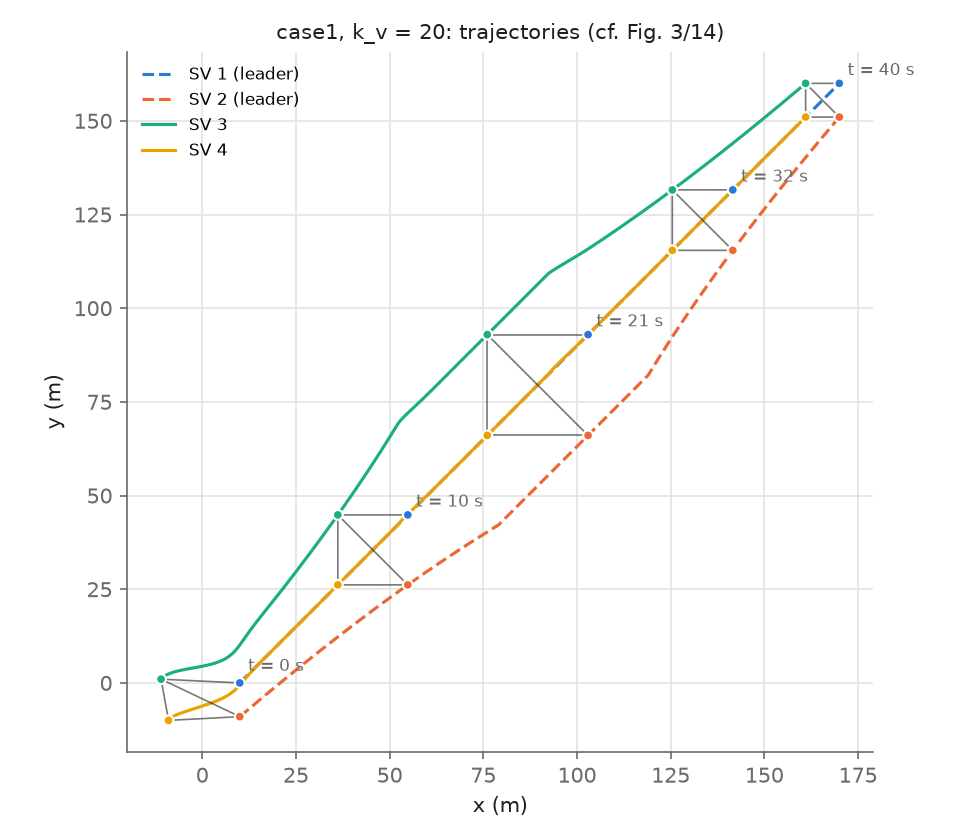 case1, k_v = 20: trajectories (cf. Fig. 3/14)
SV 1 (leader)
SV 2 (leader)
SV 3
SV 4
t = 40 s
t = 32 s
t = 21 s
t = 10 s
t = 0 s
y (m)
150
125
100
75
50
25
0
0 25 50 75 100 125 150 175
x (m)